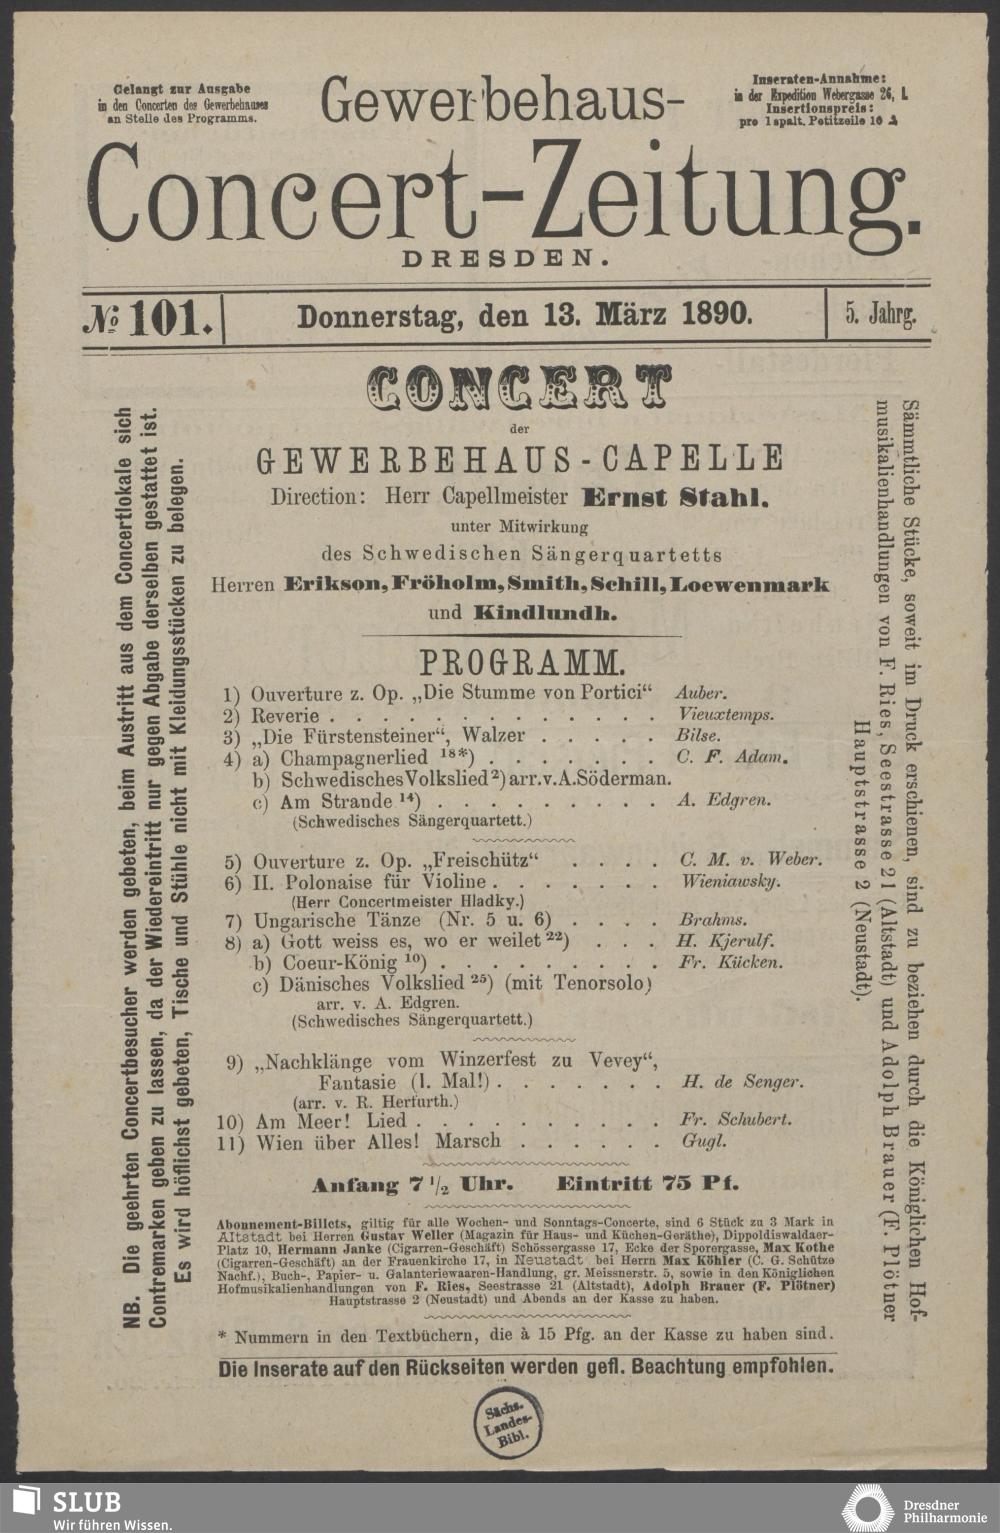 Gelangt zur Ausgabe
in den Concerten des Gewerbehauses
an Stelle des Programms.
Gewerbehaus-
Inseraten-Annahme:
in der Expedition Webergasse 26, I.
Insertionspreis:
pro 1 spalt. Petitzeile 10 ₰
Concert-Zeitung.
DRESDEN.
№ 101.
Donnerstag, den 13. März 1890.
5. Jahrg.
NB. Die geehrten Concertbesucher werden gebeten, beim Austritt aus dem Concertlokale sich
Contremarken geben zu lassen, da der Wiedereintritt nur gegen Abgabe derselben gestattet ist.
Es wird höflichst gebeten, Tische und Stühle nicht mit Kleidungsstücken zu belegen.
CONCERT
der
GEWERBEHAUS-CAPELLE
Direction: Herr Capellmeister Ernst Stahl.
unter Mitwirkung
des Schwedischen Sängerquartetts
Herren Erikson, Fröholm, Smith, Schill, Loewenmark
und Kindlundh.
PROGRAMM.
1) Ouverture z. Op. „Die Stumme von Portici“ Auber.
2) Reverie . . . . . . . . . . . . . Vieuxtemps.
3) „Die Fürstensteiner“, Walzer . . . . . Bilse.
4) a) Champagnerlied 18*) . . . . . . . C. F. Adam.
b) Schwedisches Volkslied 2) arr. v. A. Söderman.
c) Am Strande 14) . . . . . . . . . A. Edgren.
(Schwedisches Sängerquartett.)
5) Ouverture z. Op. „Freischütz“ . . . . C. M. v. Weber.
6) II. Polonaise für Violine . . . . . . . Wieniawsky.
(Herr Concertmeister Hladky.)
7) Ungarische Tänze (Nr. 5 u. 6) . . . . Brahms.
8) a) Gott weiss es, wo er weilet 22) . . . H. Kjerulf.
b) Coeur-König 10) . . . . . . . . . Fr. Kücken.
c) Dänisches Volkslied 25) (mit Tenorsolo)
arr. v. A. Edgren.
(Schwedisches Sängerquartett.)
9) „Nachklänge vom Winzerfest zu Vevey“,
Fantasie (1. Mal!) . . . . . . . H. de Senger.
(arr. v. R. Herfurth.)
10) Am Meer! Lied . . . . . . . . . . Fr. Schubert.
11) Wien über Alles! Marsch . . . . . . Gugl.
Anfang 7 1/2 Uhr. Eintritt 75 Pf.
Abonnement-Billets, giltig für alle Wochen- und Sonntags-Concerte, sind 6 Stück zu 3 Mark in
Altstadt bei Herren Gustav Weller (Magazin für Haus- und Küchen-Geräthe), Dippoldiswaldaer-
Platz 10, Hermann Janke (Cigarren-Geschäft) Schössergasse 17, Ecke der Sporergasse, Max Kothe
(Cigarren-Geschäft) an der Frauenkirche 17, in Neustadt bei Herrn Max Köhler (C. G. Schütze
Nachf.), Buch-, Papier- u. Galanteriewaaren-Handlung, gr. Meissnerstr. 5, sowie in den Königlichen
Hofmusikalienhandlungen von F. Ries, Seestrasse 21 (Altstadt), Adolph Brauer (F. Plötner)
Hauptstrasse 2 (Neustadt) und Abends an der Kasse zu haben.
* Nummern in den Textbüchern, die à 15 Pfg. an der Kasse zu haben sind.
Die Inserate auf den Rückseiten werden gefl. Beachtung empfohlen.
Sämmtliche Stücke, soweit im Druck erschienen, sind zu beziehen durch die Königlichen Hof-
musikalienhandlungen von F. Ries, Seestrasse 21 (Altstadt) und Adolph Brauer (F. Plötner
Hauptstrasse 2 (Neustadt).
Sächs.
Landes-
Bibl.
SLUB
Wir führen Wissen.
Dresdner
Philharmonie